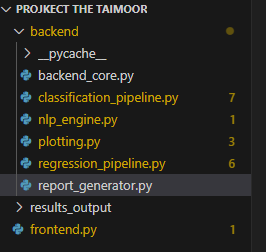 PROJKECT THE TAIMOOR
backend
__pycache__
backend_core.py
classification_pipeline.py 7
nlp_engine.py 1
plotting.py 3
regression_pipeline.py 6
report_generator.py
results_output
frontend.py 1